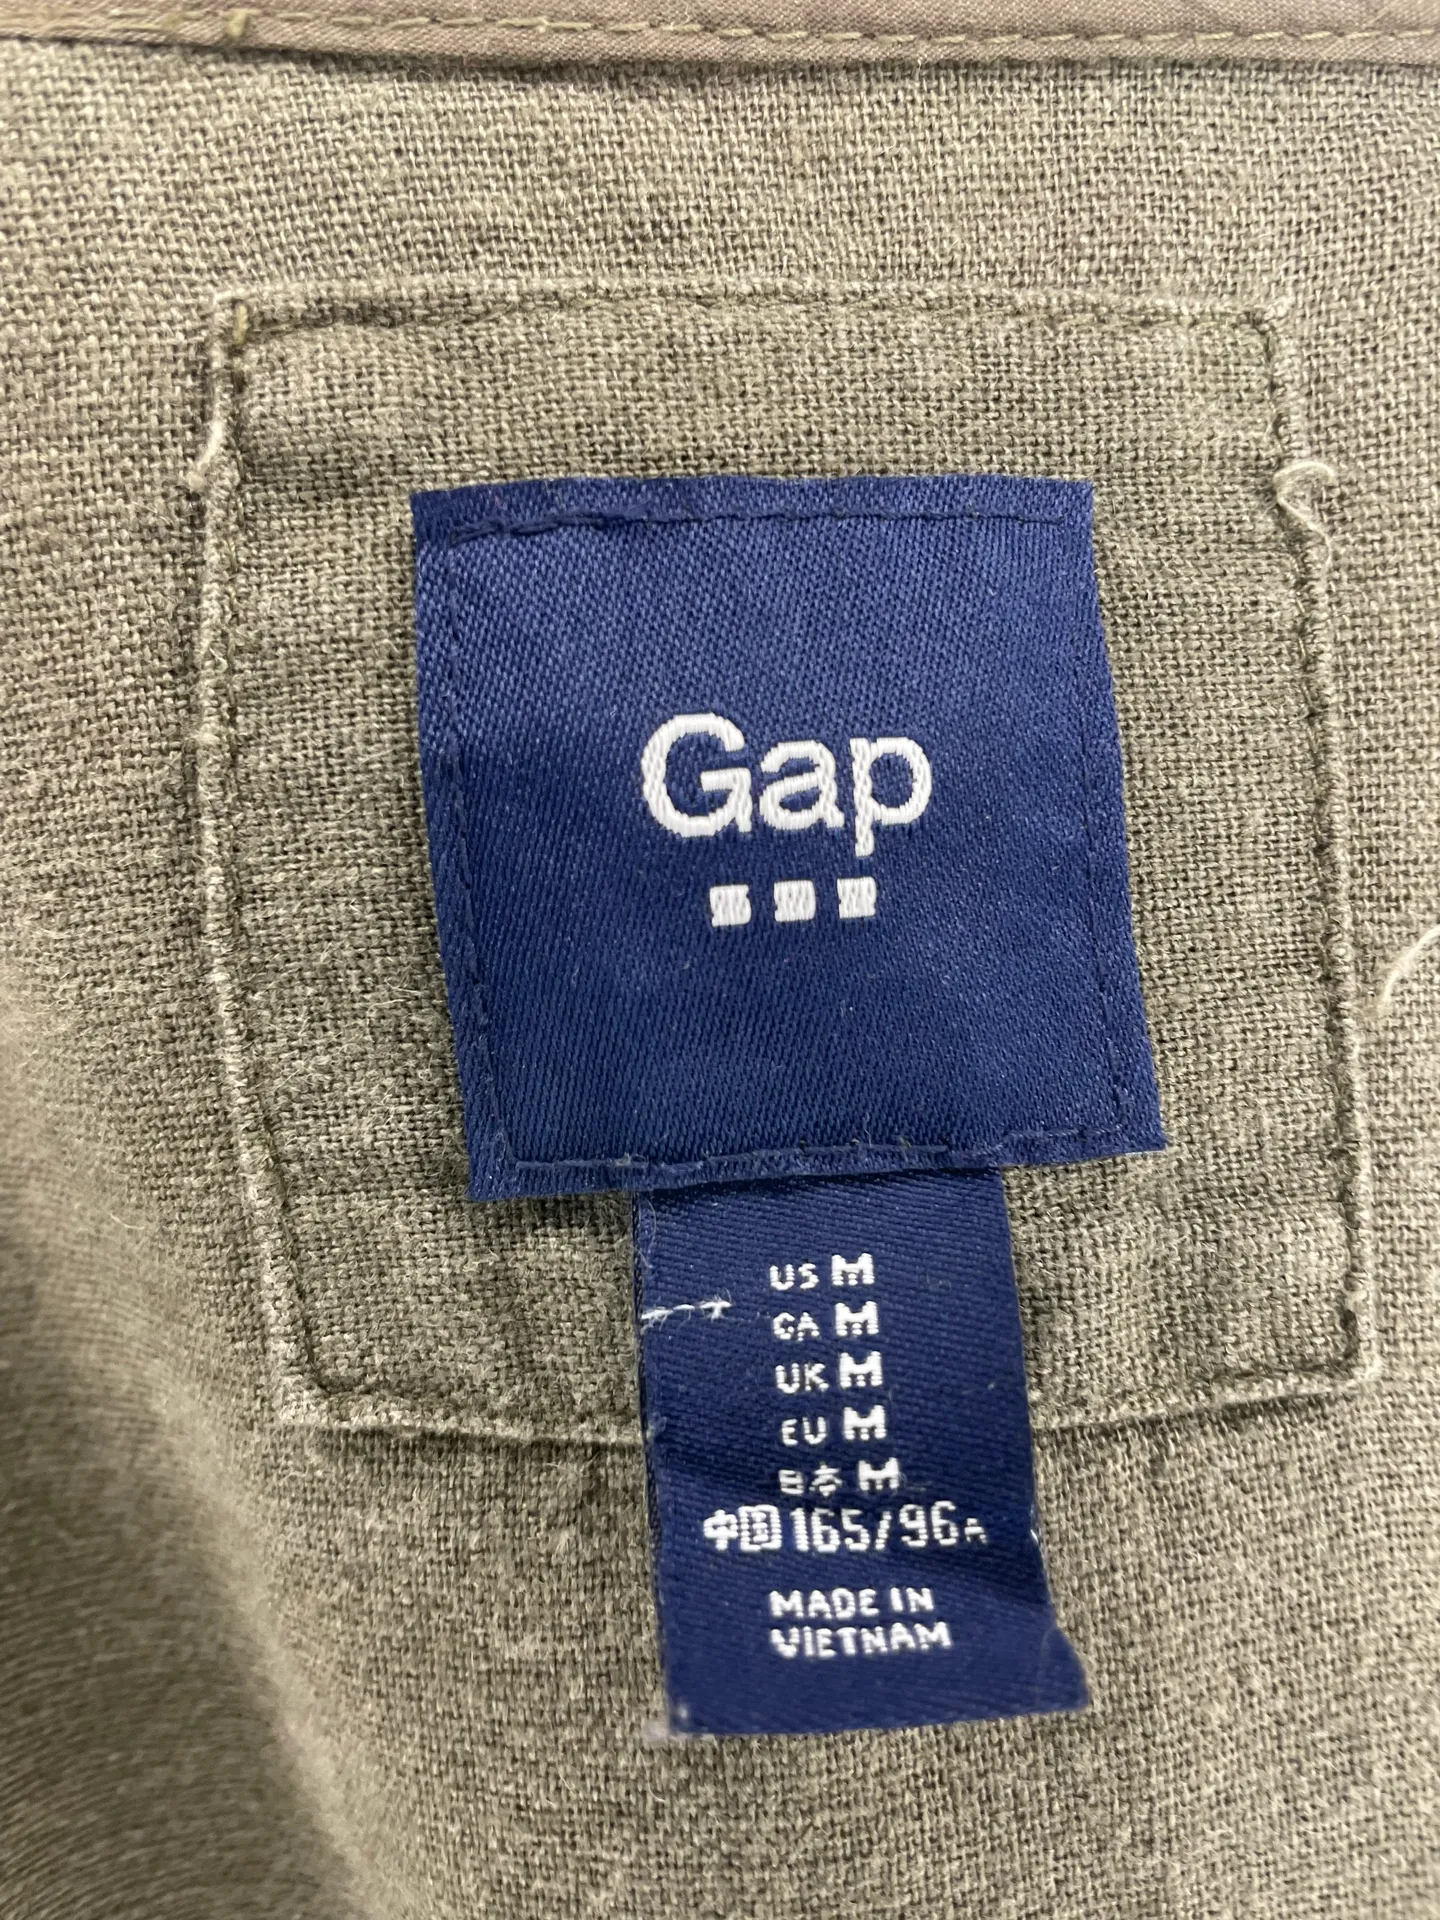 Gap
US M
CA M
UK M
EU M
日本 M
中国 165/96A
MADE IN
VIETNAM